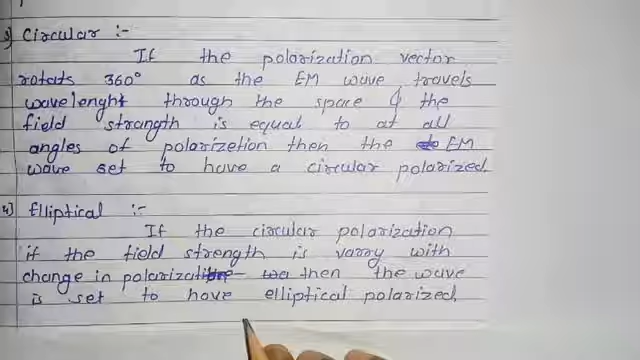 3) Circular :-
If the polarization vector
rotats 360° as the EM wave travels
wavelenght through the space & the
field strength is equal to at all
angles of polarizetion then the EM
wave set to have a circular polarized.
4) Elliptical :-
If the circular polarization
if the field strength is varry with
change in polarization then the wave
is set to have elliptical polarized.